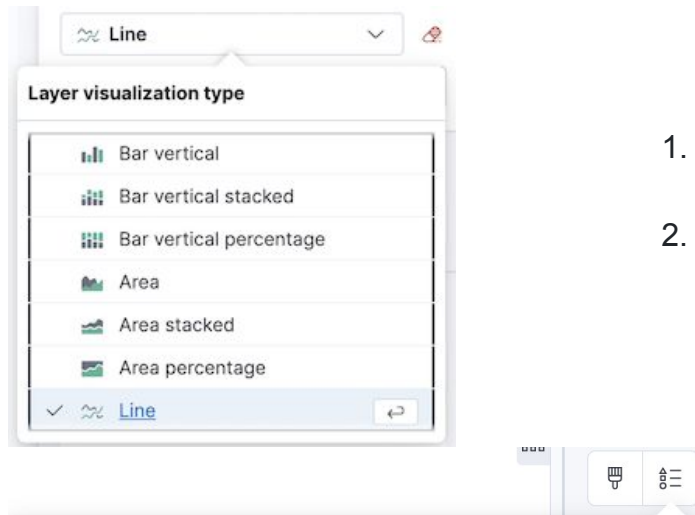 Line
Layer visualization type
Bar vertical
Bar vertical stacked
Bar vertical percentage
Area
Area stacked
Area percentage
Line
1.
2.